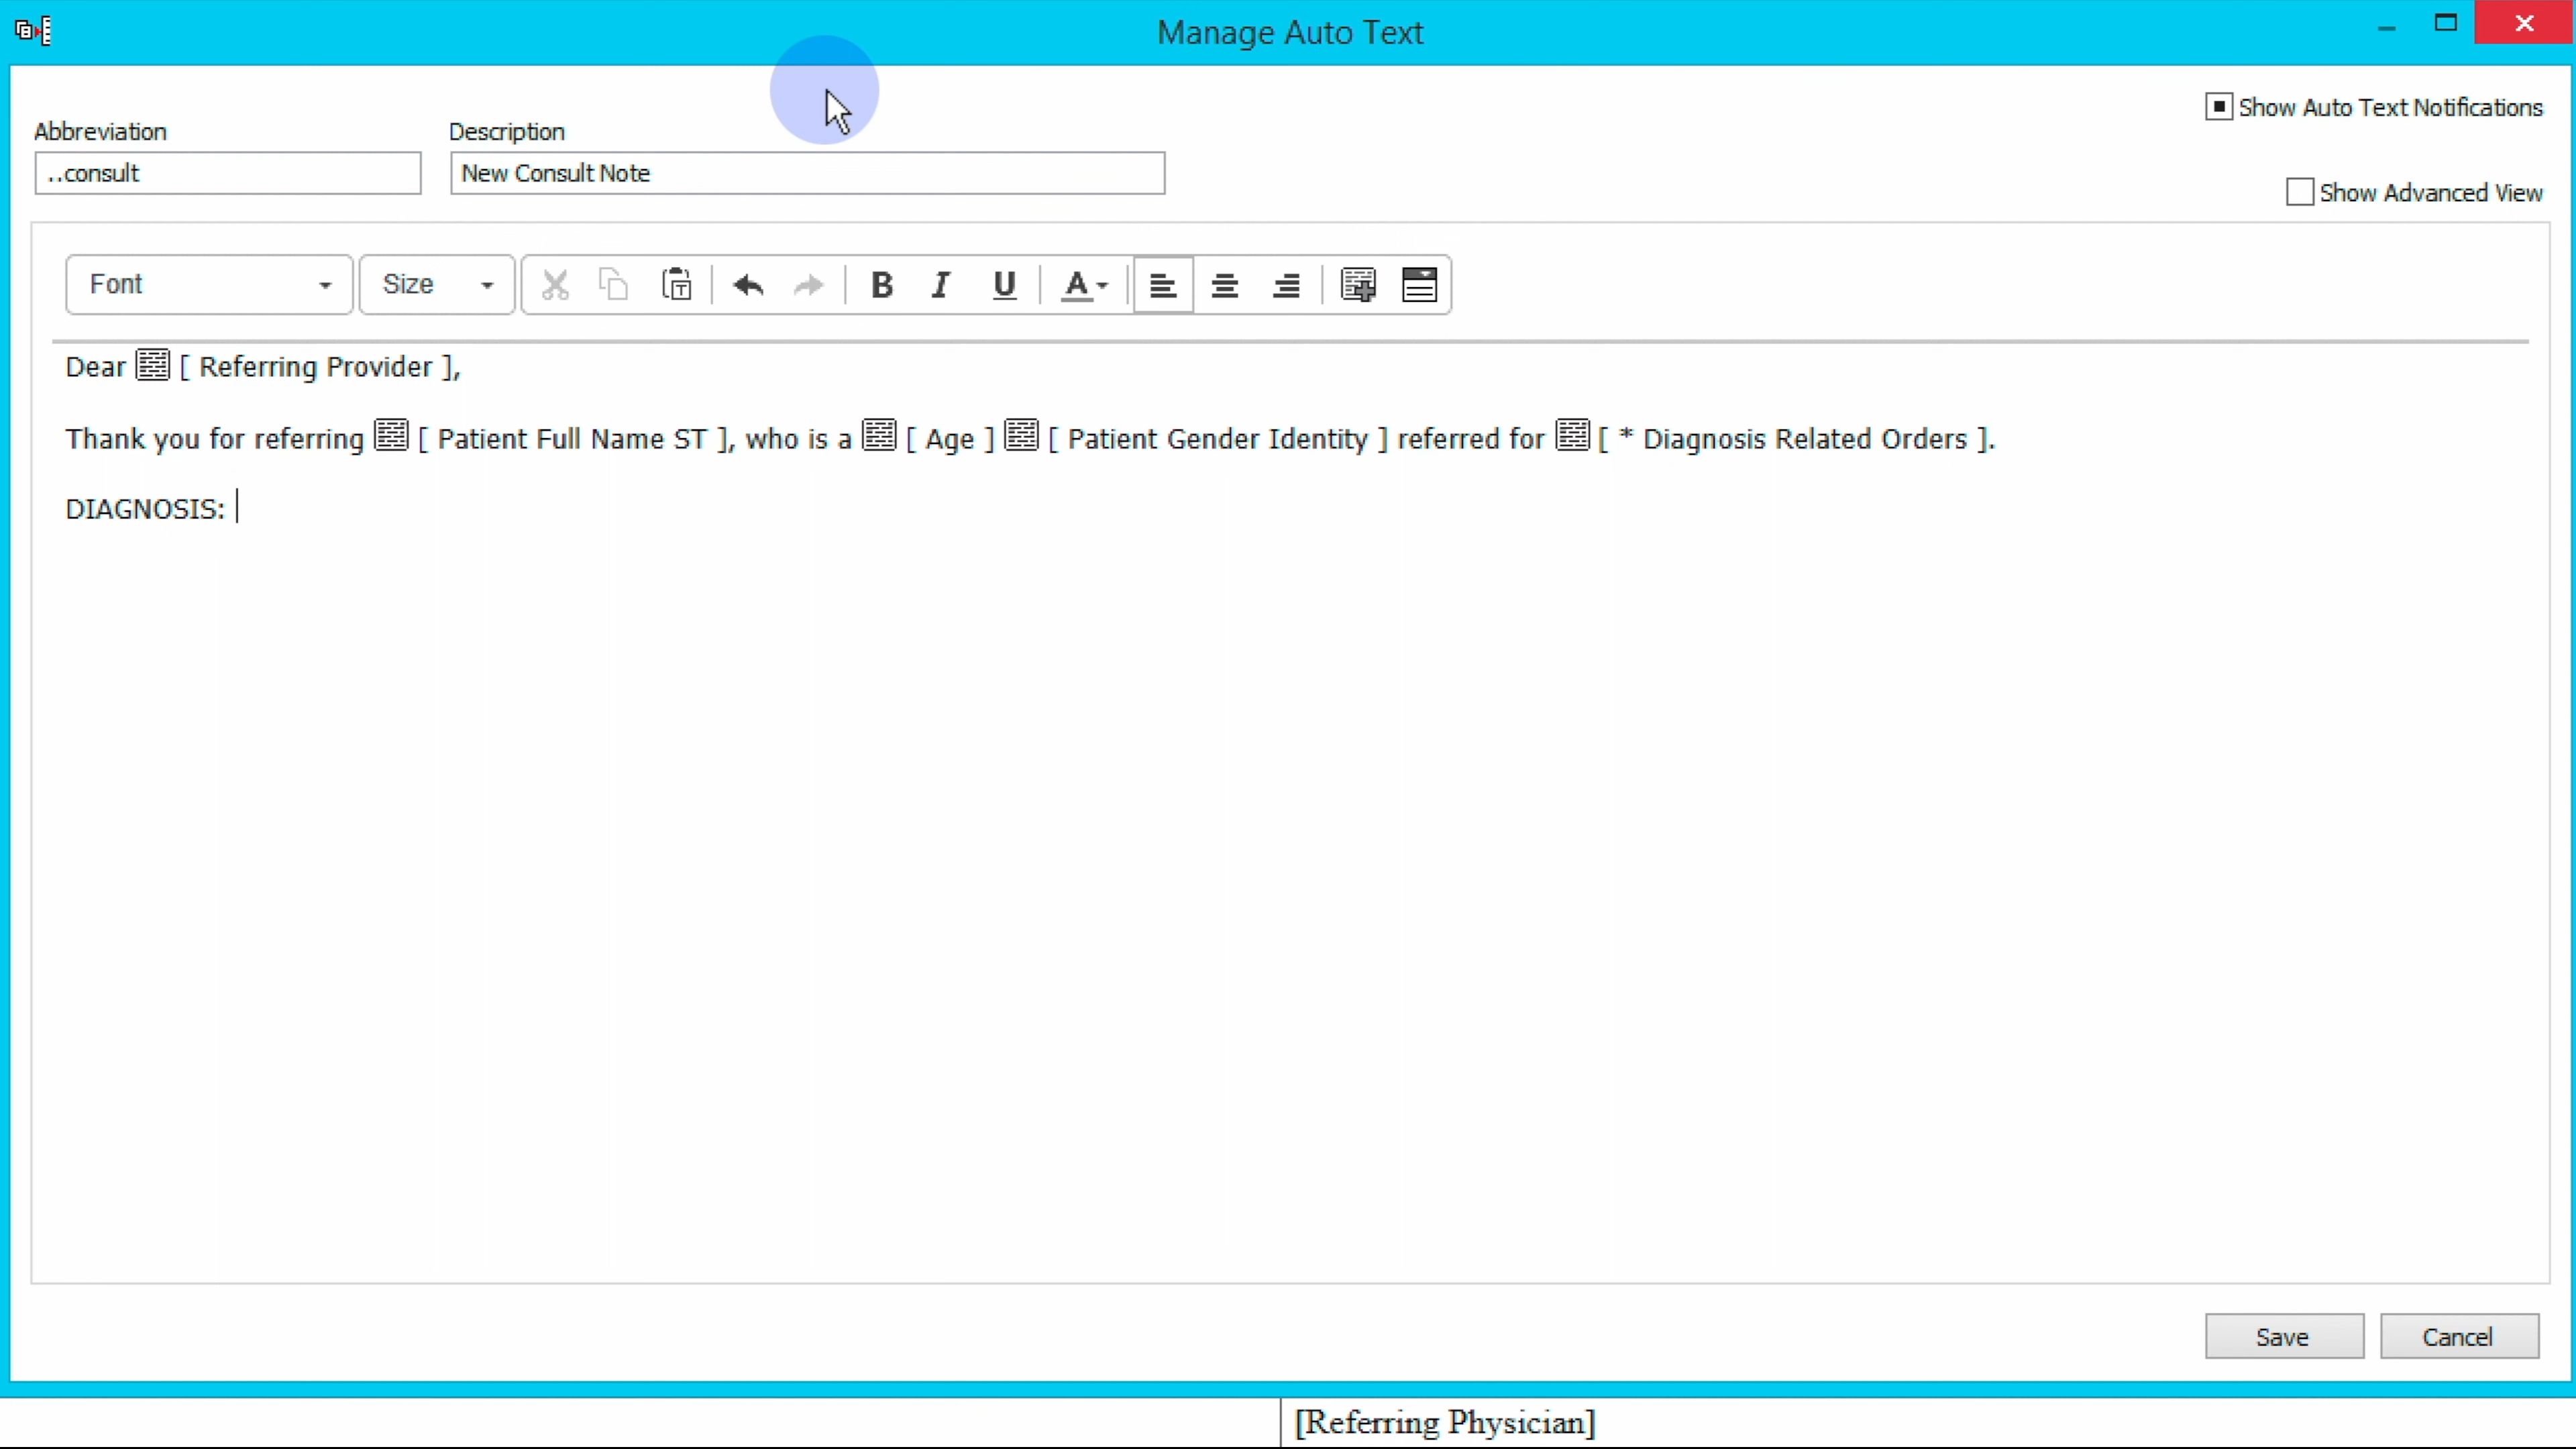 Manage Auto Text
Show Auto Text Notifications
Abbreviation Description
..consult New Consult Note
Show Advanced View
Font Size B I U A
Dear [ Referring Provider ],
Thank you for referring [ Patient Full Name ST ], who is a [ Age ] [ Patient Gender Identity ] referred for [ * Diagnosis Related Orders ].
DIAGNOSIS:
Save Cancel
[Referring Physician]